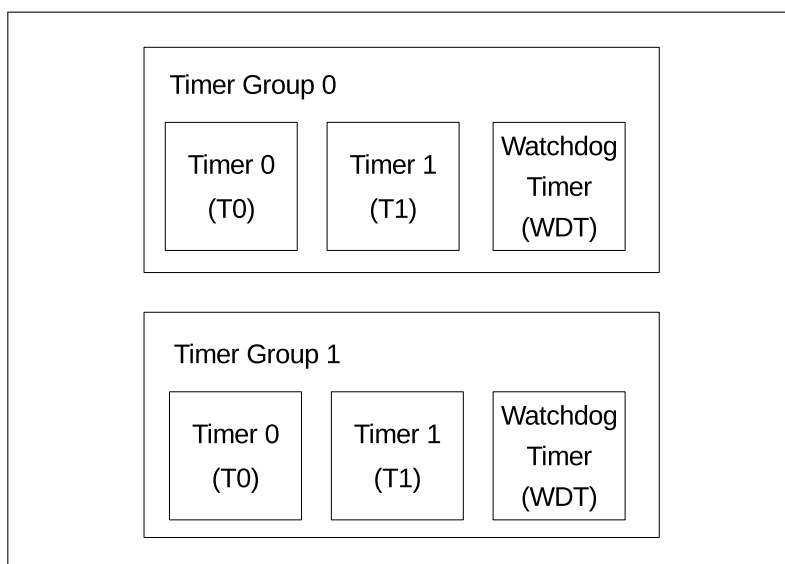 Timer Group 0
Timer 0
(T0)
Timer 1
(T1)
Watchdog
Timer
(WDT)
Timer Group 1
Timer 0
(T0)
Timer 1
(T1)
Watchdog
Timer
(WDT)